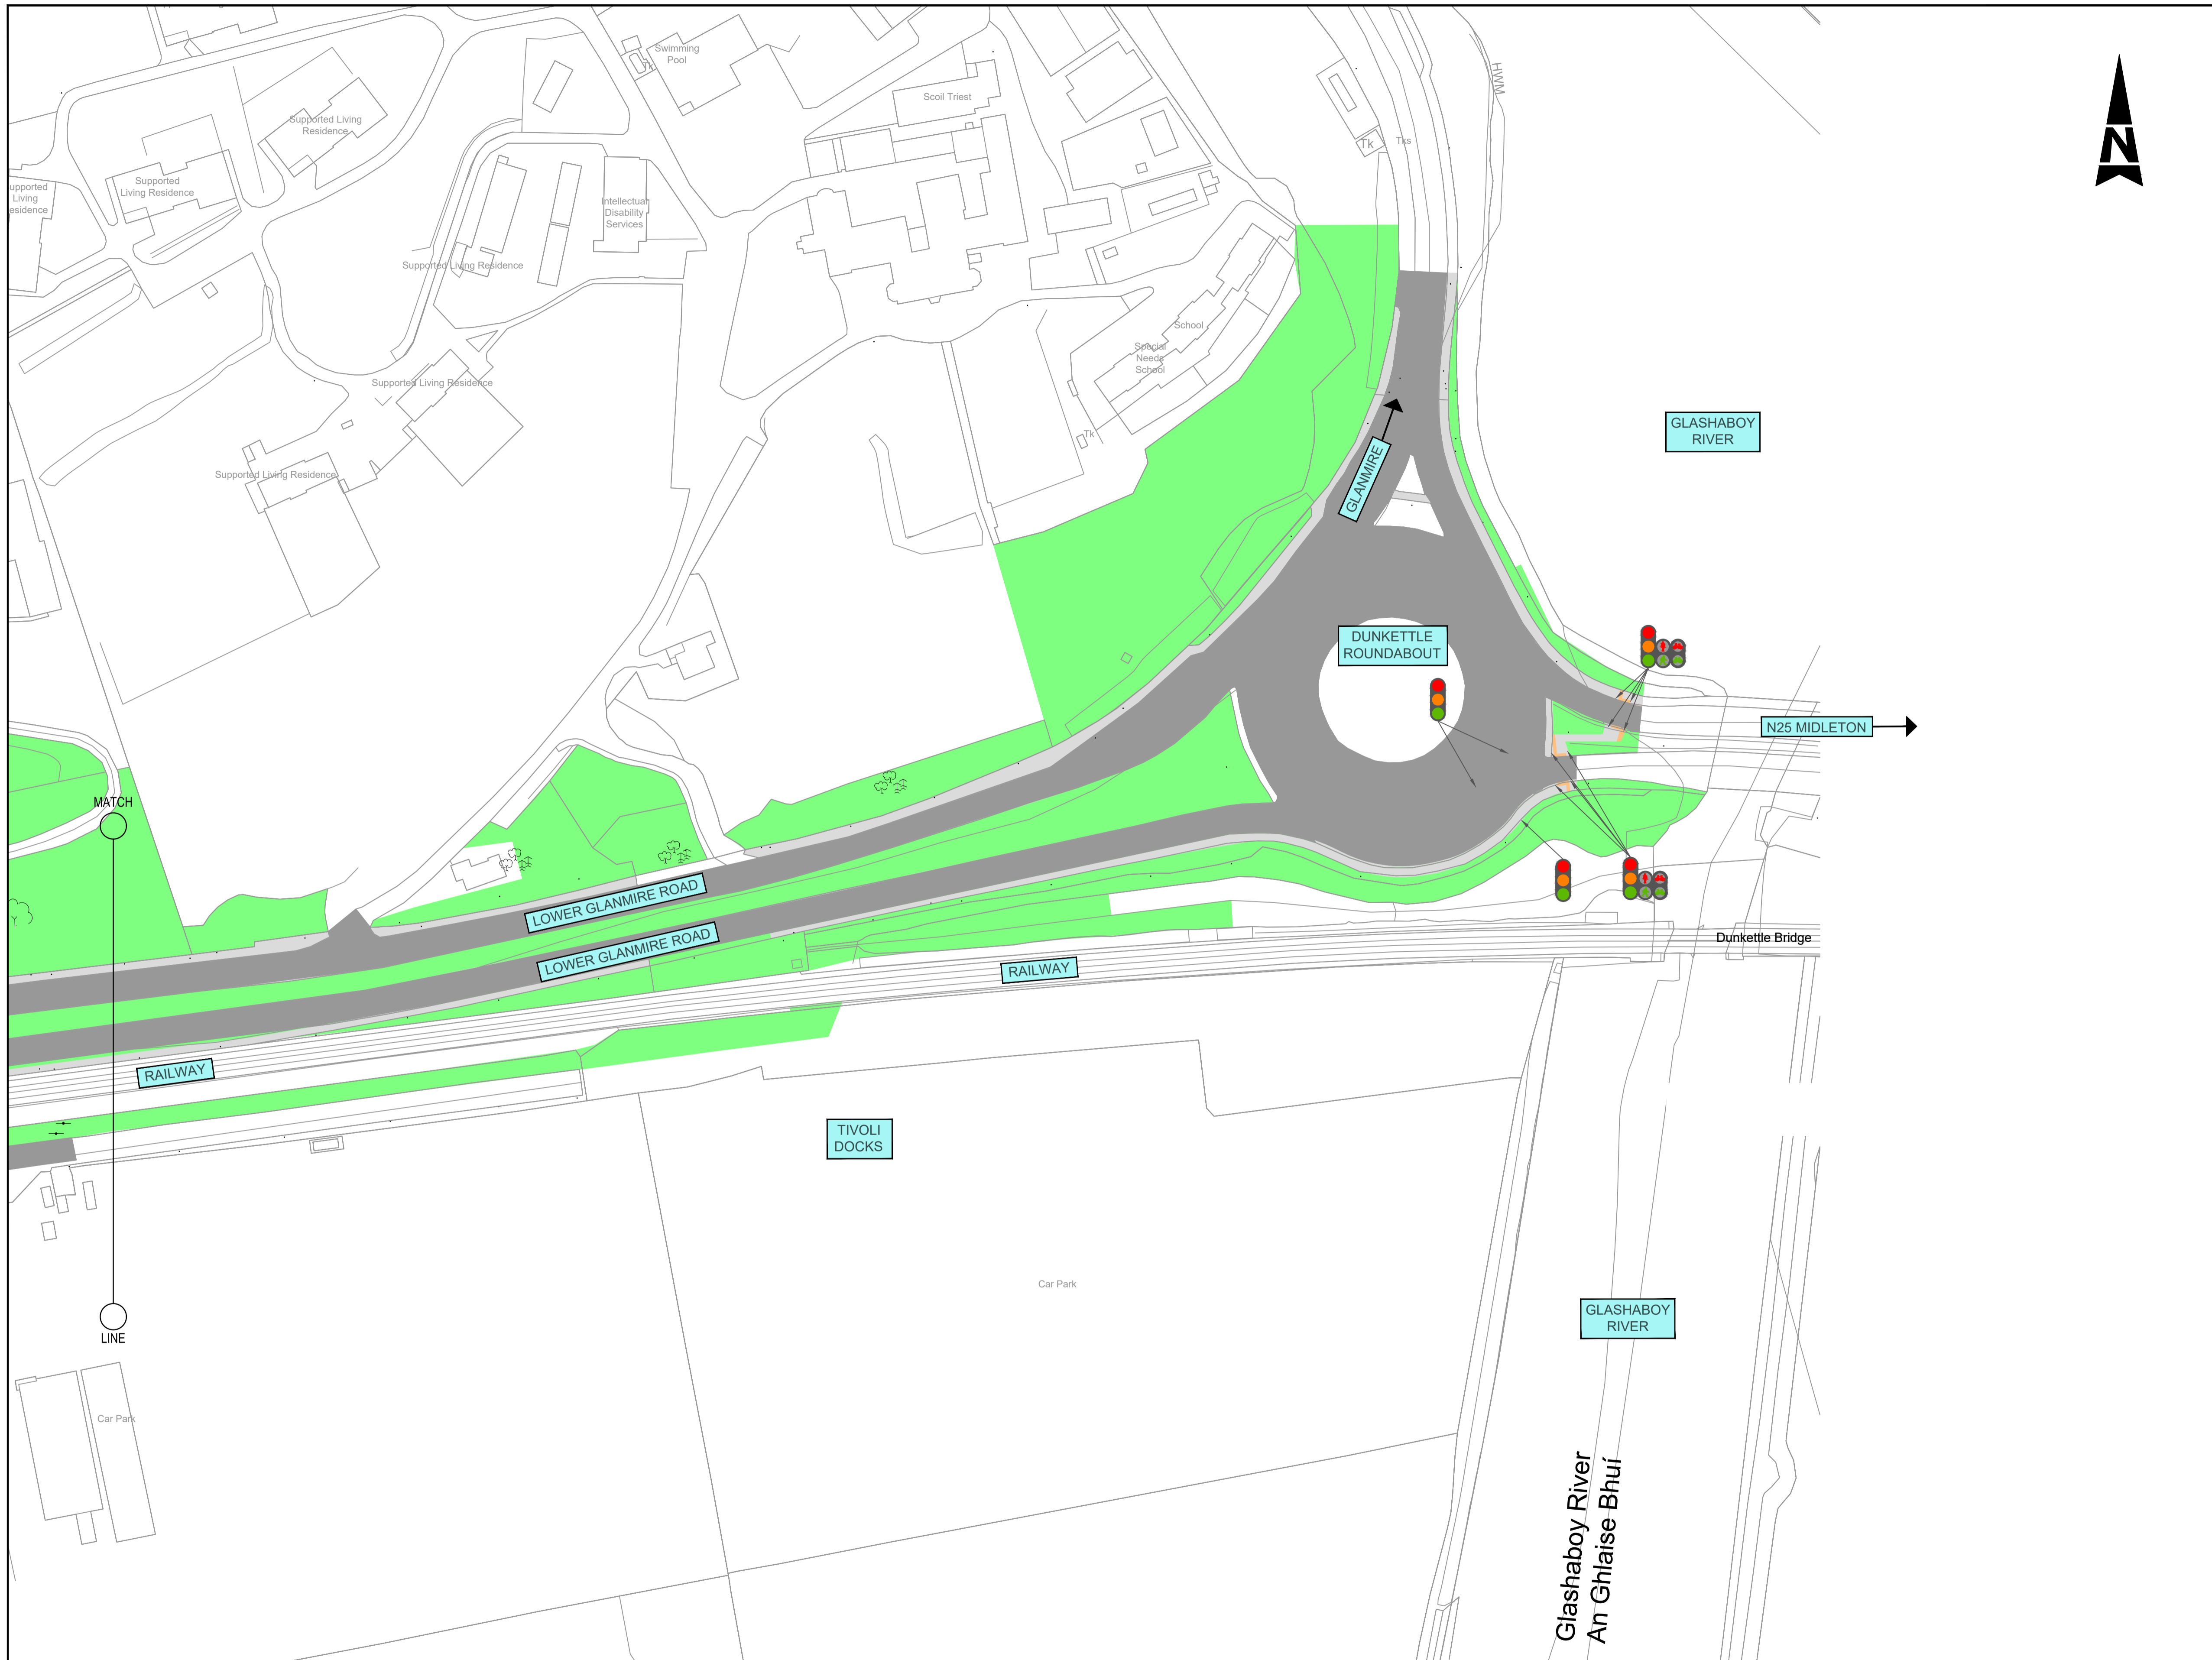 Swimming
Pool
Tk
Scoil Triest
HWM
Tk
Tks
Supported Living
Residence
Supported
Living Residence
Living
Intellectual
Disability
Services
Supported Living Residence
School
Special
Needs
School
Supported Living Residence
Tk
Supported Living Residence
N
GLASHABOY
RIVER
GLANMIRE
DUNKETTLE
ROUNDABOUT
N25 MIDLETON
MATCH
LOWER GLANMIRE ROAD
LOWER GLANMIRE ROAD
RAILWAY
Dunkettle Bridge
RAILWAY
TIVOLI
DOCKS
Car Park
GLASHABOY
RIVER
LINE
Car Park
Glashaboy River
An Ghlaise Bhuí